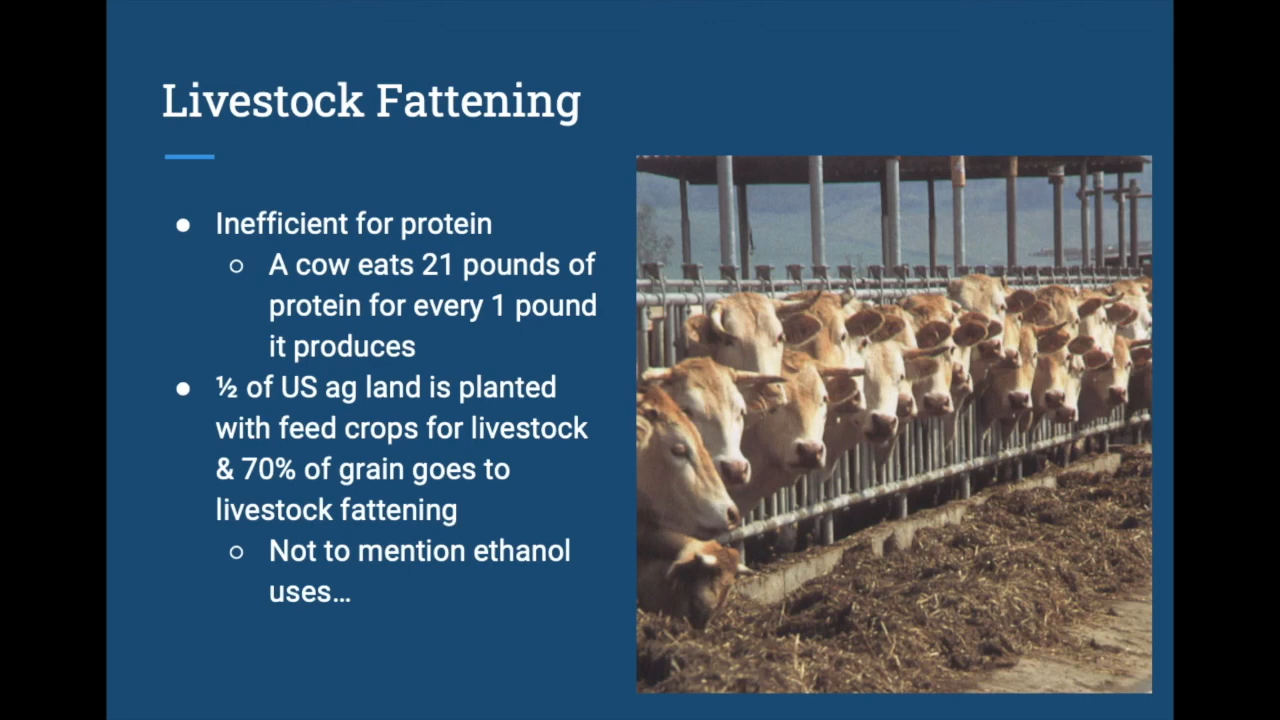 Livestock Fattening
● Inefficient for protein
○ A cow eats 21 pounds of
protein for every 1 pound
it produces
● ½ of US ag land is planted
with feed crops for livestock
& 70% of grain goes to
livestock fattening
○ Not to mention ethanol
uses...